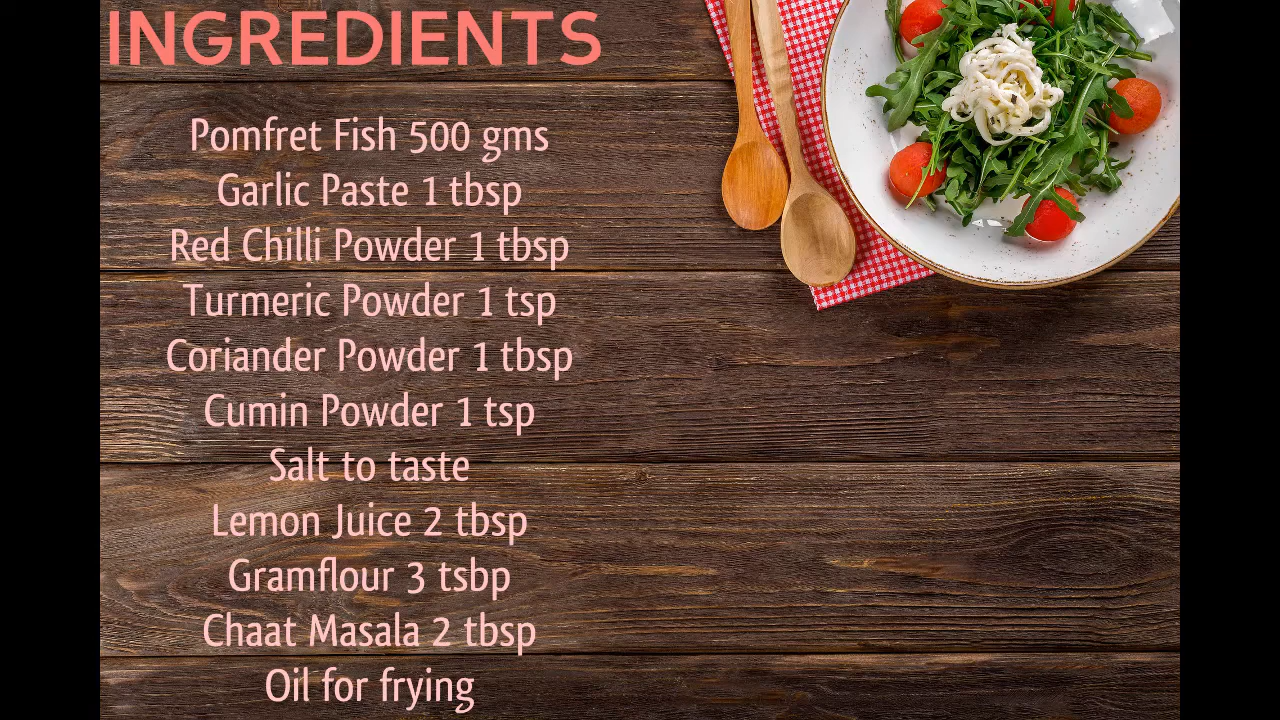 INGREDIENTS
Pomfret Fish 500 gms
Garlic Paste 1 tbsp
Red Chilli Powder 1 tbsp
Turmeric Powder 1 tsp
Coriander Powder 1 tbsp
Cumin Powder 1 tsp
Salt to taste
Lemon Juice 2 tbsp
Gramflour 3 tsbp
Chaat Masala 2 tbsp
Oil for frying